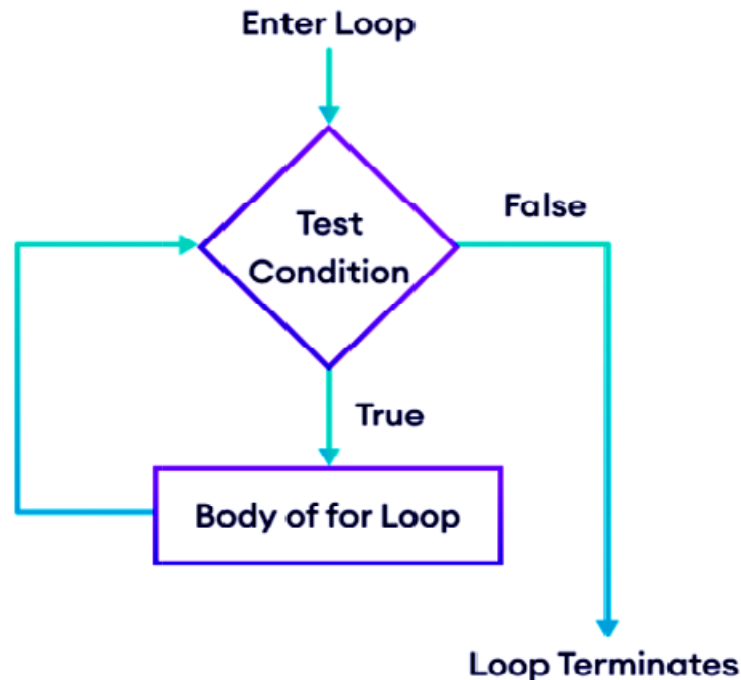 Enter Loop
Test
Condition
False
True
Body of for Loop
Loop Terminates